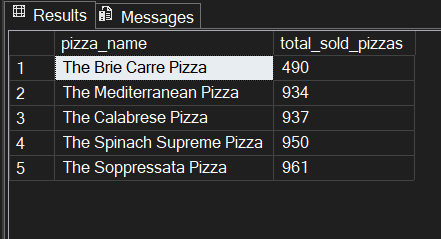 Results Messages
pizza_name total_sold_pizzas
1 The Brie Carre Pizza 490
2 The Mediterranean Pizza 934
3 The Calabrese Pizza 937
4 The Spinach Supreme Pizza 950
5 The Soppressata Pizza 961